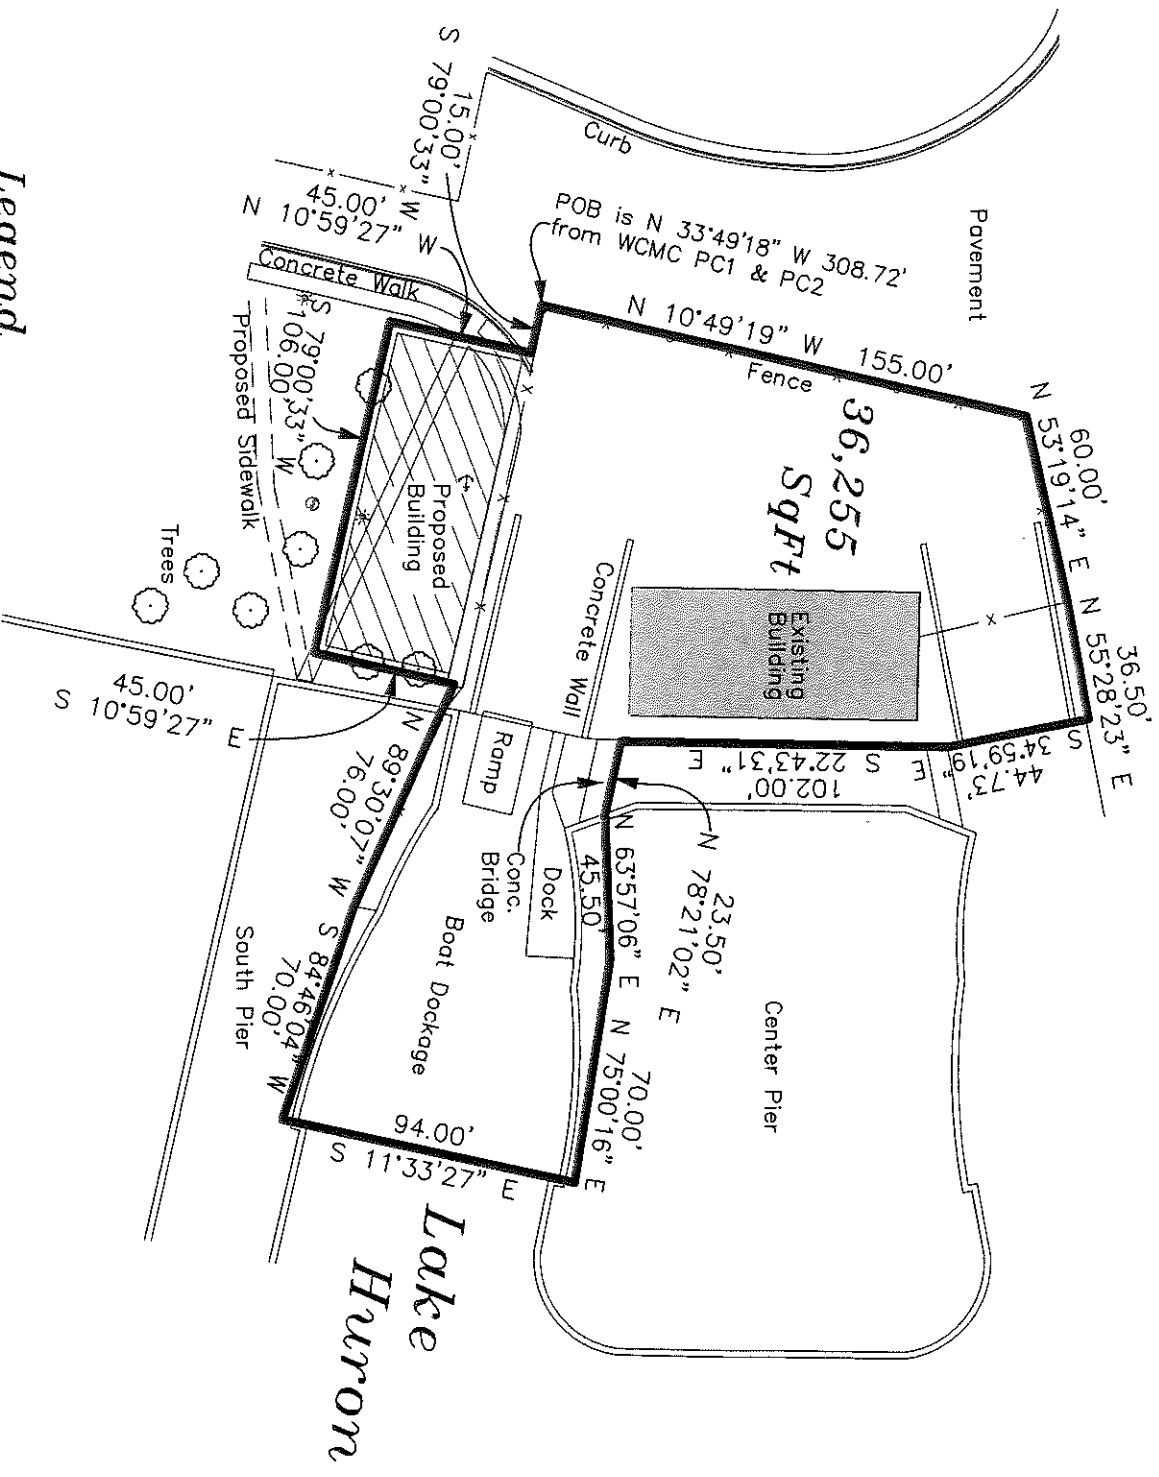 Legend
Curb
Pavement
POB is N 33°49'18" W 308.72'
from WCMC PC1 & PC2
15.00'
S 79°00'33" W
45.00'
N 10°59'27" W
N 10°49'19" W 155.00'
Fence
60.00'
N 53°19'14" E
36.50'
N 55°28'23" E
44.73'
S 34°59'19" E
102.00'
S 22°43'31" E
23.50'
N 78°21'02" E
N 63°57'06" E
45.50'
70.00'
N 75°00'16" E
94.00'
S 11°33'27" E
S 84°46'04" W
70.00'
N 89°30'07" W
76.00'
45.00'
S 10°59'27" E
S 79°00'33" W
106.00'
36,255
SqFt
Existing
Building
Proposed
Building
Concrete Walk
Proposed Sidewalk
Trees
Concrete Wall
Ramp
Dock
Conc.
Bridge
Boat Dockage
Center Pier
South Pier
Lake
Huron